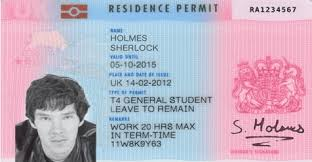 RESIDENCE PERMIT
RA1234567
NAME
HOLMES
SHERLOCK
VALID UNTIL
05-10-2015
PLACE AND DATE OF ISSUE
UK 14-02-2012
TYPE OF PERMIT
T4 GENERAL STUDENT
LEAVE TO REMAIN
REMARKS
WORK 20 HRS MAX
IN TERM-TIME
11W8K9Y63
S. Holmes